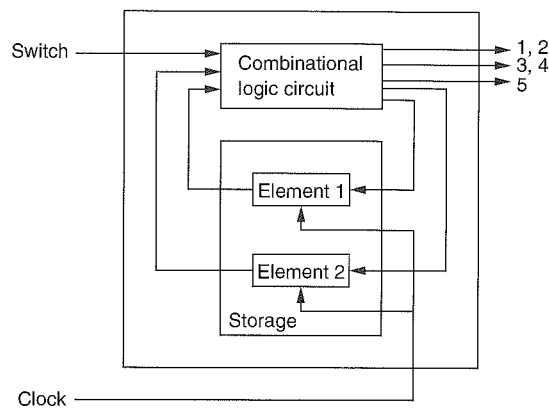 Switch
Combinational
logic circuit
1, 2
3, 4
5
Element 1
Element 2
Storage
Clock